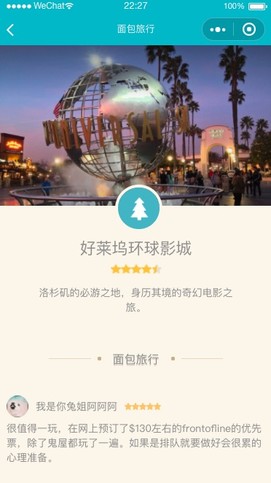 WeChat
22:27
100%
面包旅行
UNIVERSAL
好莱坞环球影城
洛杉矶的必游之地，身历其境的奇幻电影之
旅。
面包旅行
我是你兔姐阿阿阿
很值得一玩，在网上预订了$130左右的frontofline的优先
票，除了鬼屋都玩了一遍。如果是排队就要做好会很累的
心理准备。